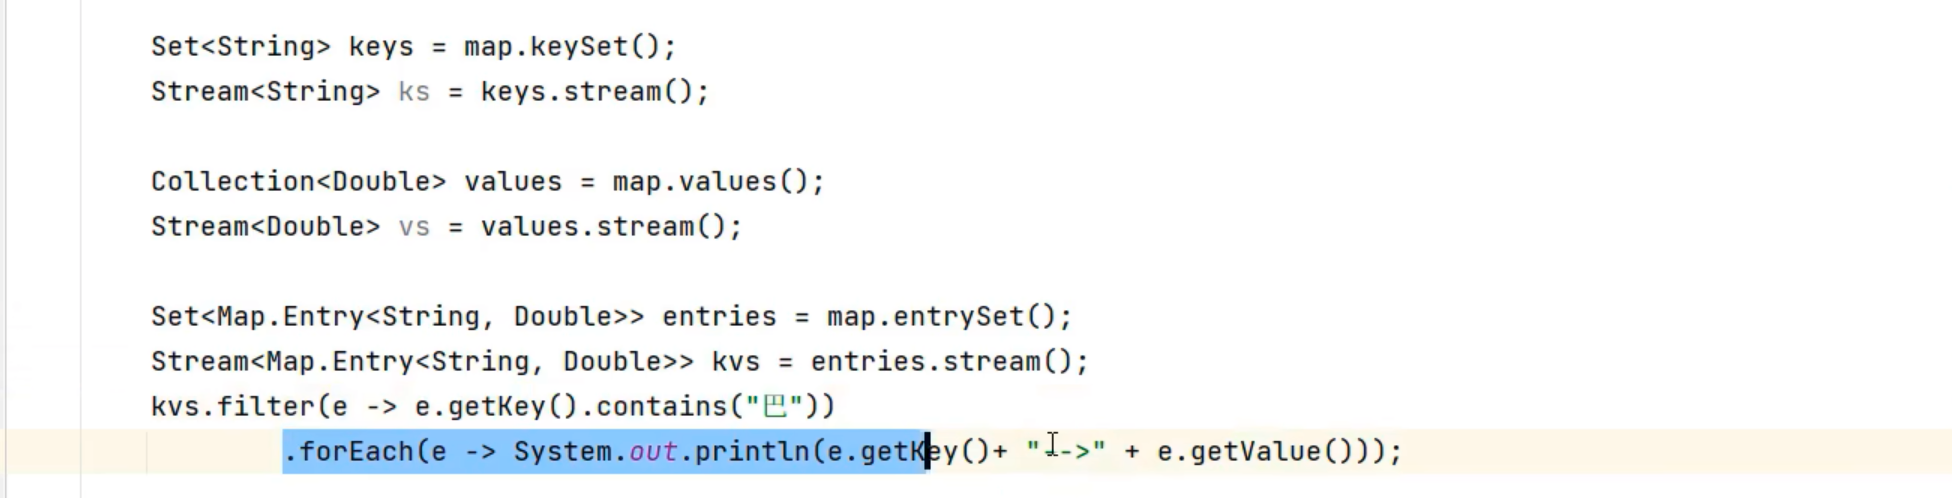 Set<String> keys = map.keySet();
Stream<String> ks = keys.stream();
Collection<Double> values = map.values();
Stream<Double> vs = values.stream();
Set<Map.Entry<String, Double>> entries = map.entrySet();
Stream<Map.Entry<String, Double>> kvs = entries.stream();
kvs.filter(e -> e.getKey().contains("巴"))
.forEach(e -> System.out.println(e.getKey()+ "-->" + e.getValue()));